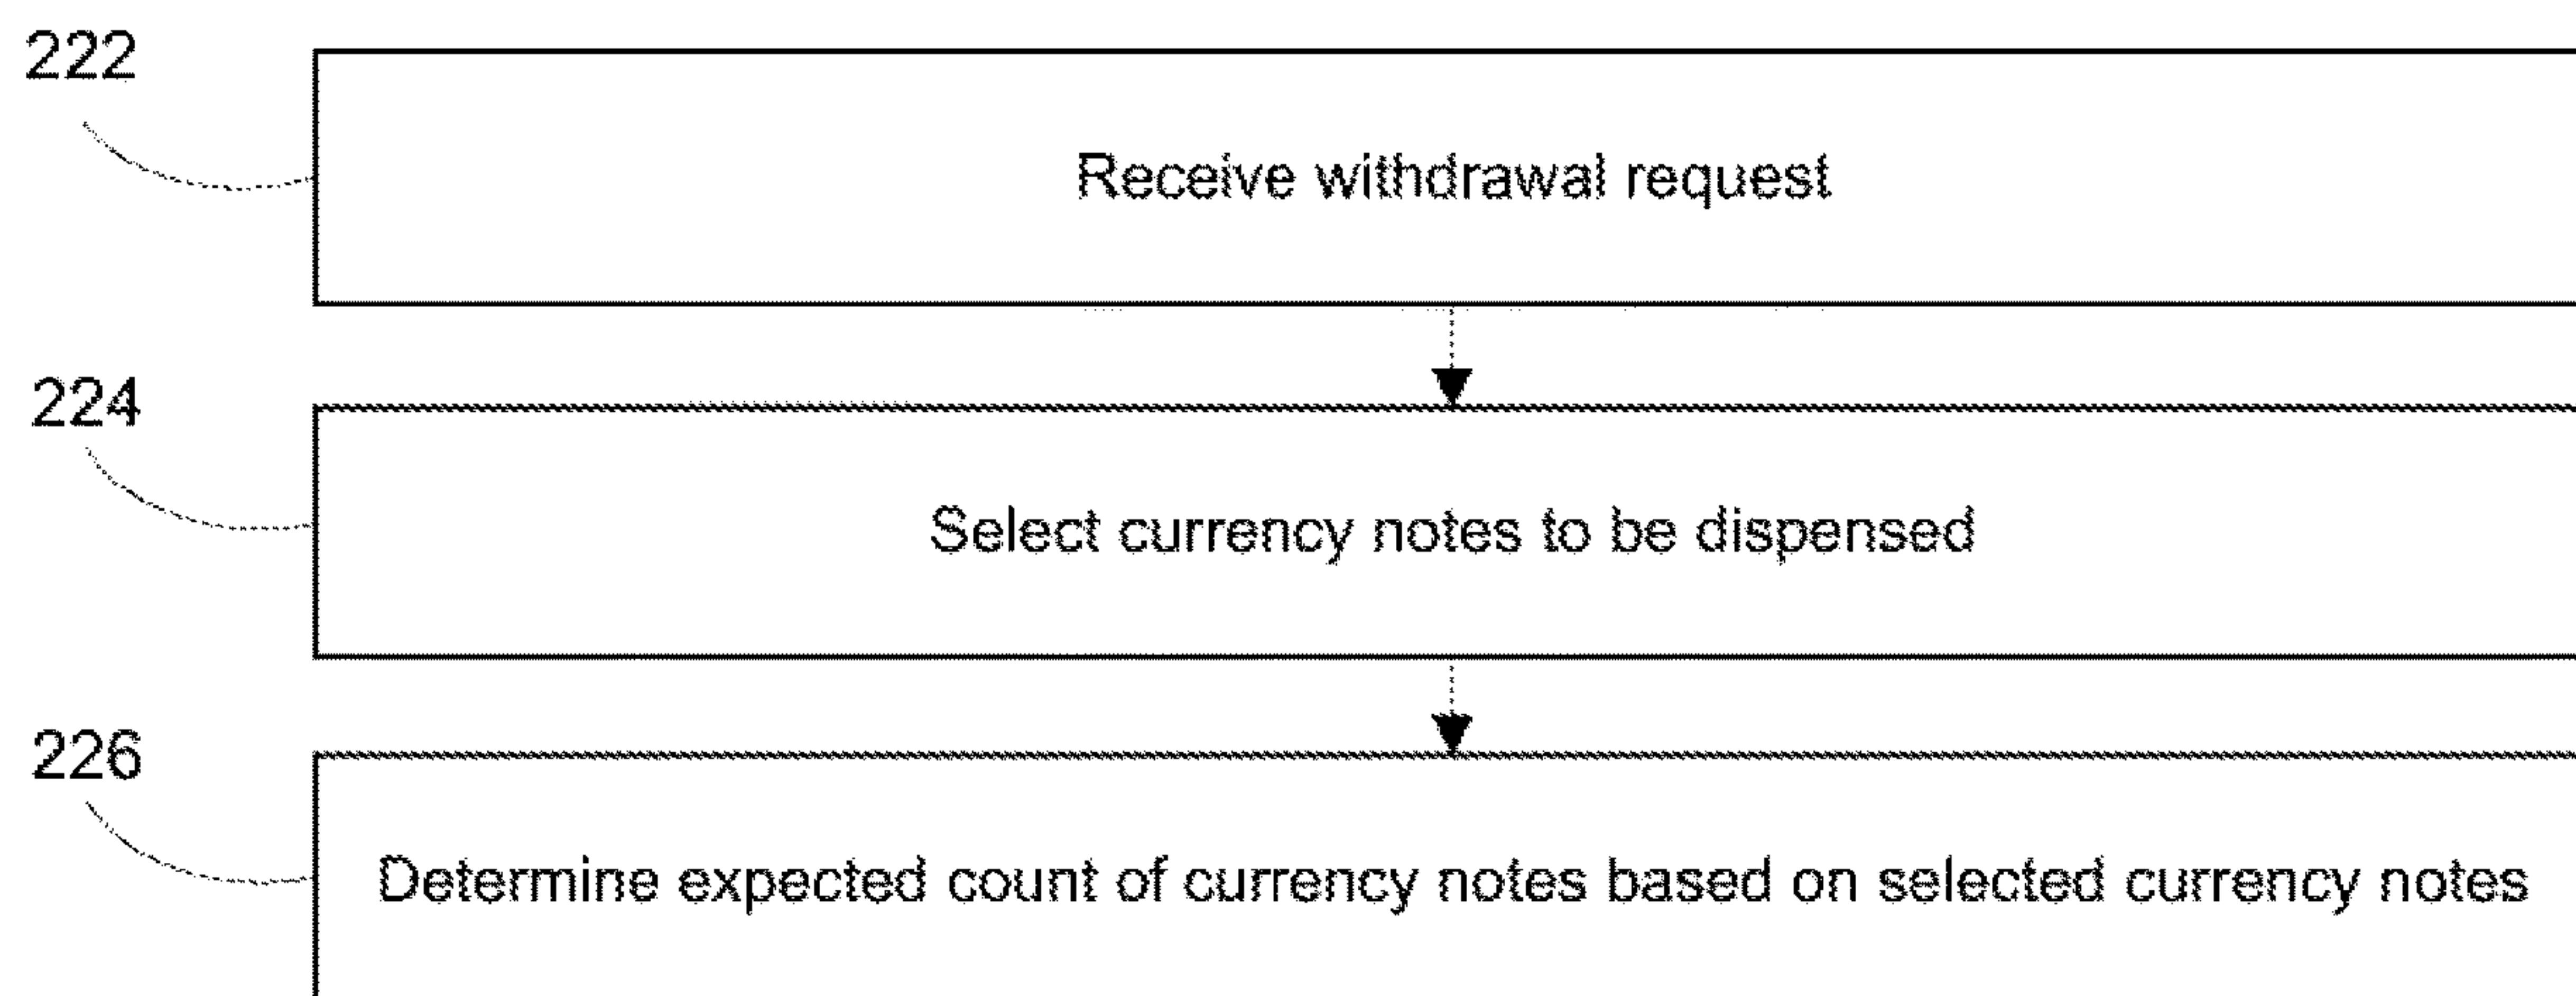 222
Receive withdrawal request
224
Select currency notes to be dispensed
226
Determine expected count of currency notes based on selected currency notes